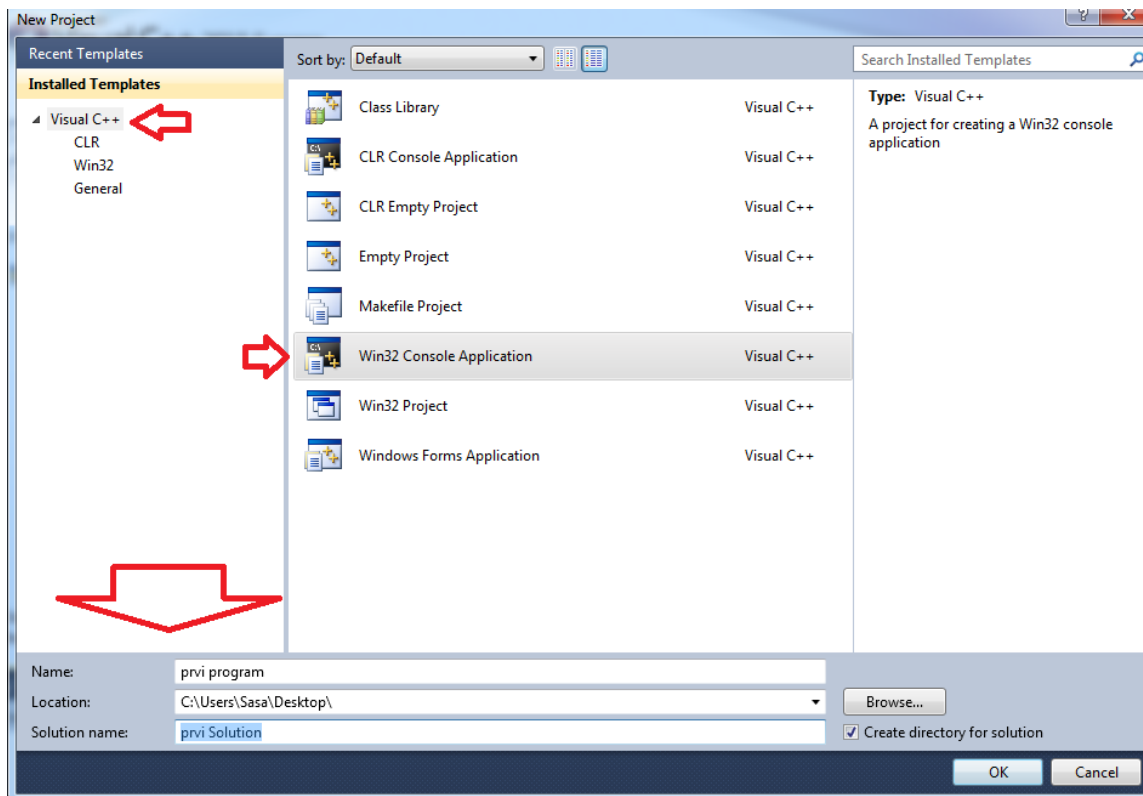 New Project
Recent Templates
Installed Templates
Visual C++
CLR
Win32
General
Sort by: Default
Class Library Visual C++
CLR Console Application Visual C++
CLR Empty Project Visual C++
Empty Project Visual C++
Makefile Project Visual C++
Win32 Console Application Visual C++
Win32 Project Visual C++
Windows Forms Application Visual C++
Search Installed Templates
Type: Visual C++
A project for creating a Win32 console
application
Name: prvi program
Location: C:\Users\Sasa\Desktop\ Browse...
Solution name: prvi Solution Create directory for solution
OK Cancel